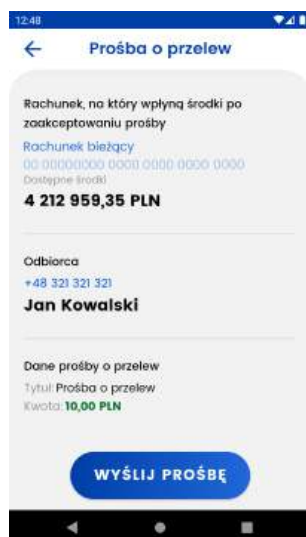 12:48
Prośba o przelew
Rachunek, na który wpłyną środki po
zaakceptowaniu prośby
Rachunek bieżący
00 00000000 0000 0000 0000 0000
Dostępne środki
4 212 959,35 PLN
Odbiorca
+48 321 321 321
Jan Kowalski
Dane prośby o przelew
Tytuł: Prośba o przelew
Kwota: 10,00 PLN
WYŚLIJ PROŚBĘ